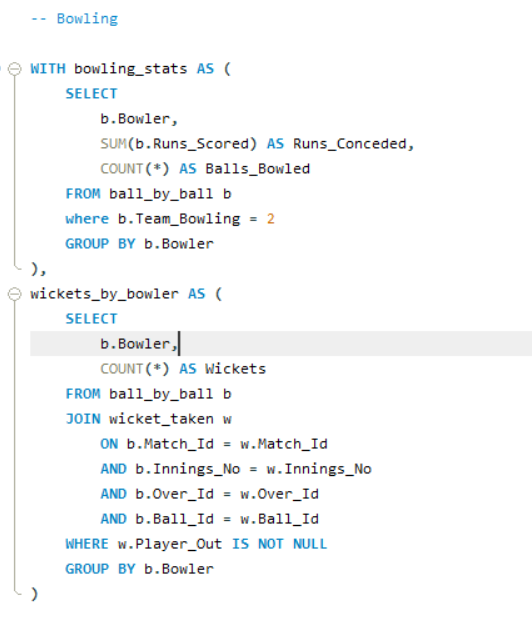 -- Bowling
WITH bowling_stats AS (
SELECT
b.Bowler,
SUM(b.Runs_Scored) AS Runs_Conceded,
COUNT(*) AS Balls_Bowled
FROM ball_by_ball b
where b.Team_Bowling = 2
GROUP BY b.Bowler
),
wickets_by_bowler AS (
SELECT
b.Bowler,
COUNT(*) AS Wickets
FROM ball_by_ball b
JOIN wicket_taken w
ON b.Match_Id = w.Match_Id
AND b.Innings_No = w.Innings_No
AND b.Over_Id = w.Over_Id
AND b.Ball_Id = w.Ball_Id
WHERE w.Player_Out IS NOT NULL
GROUP BY b.Bowler
)